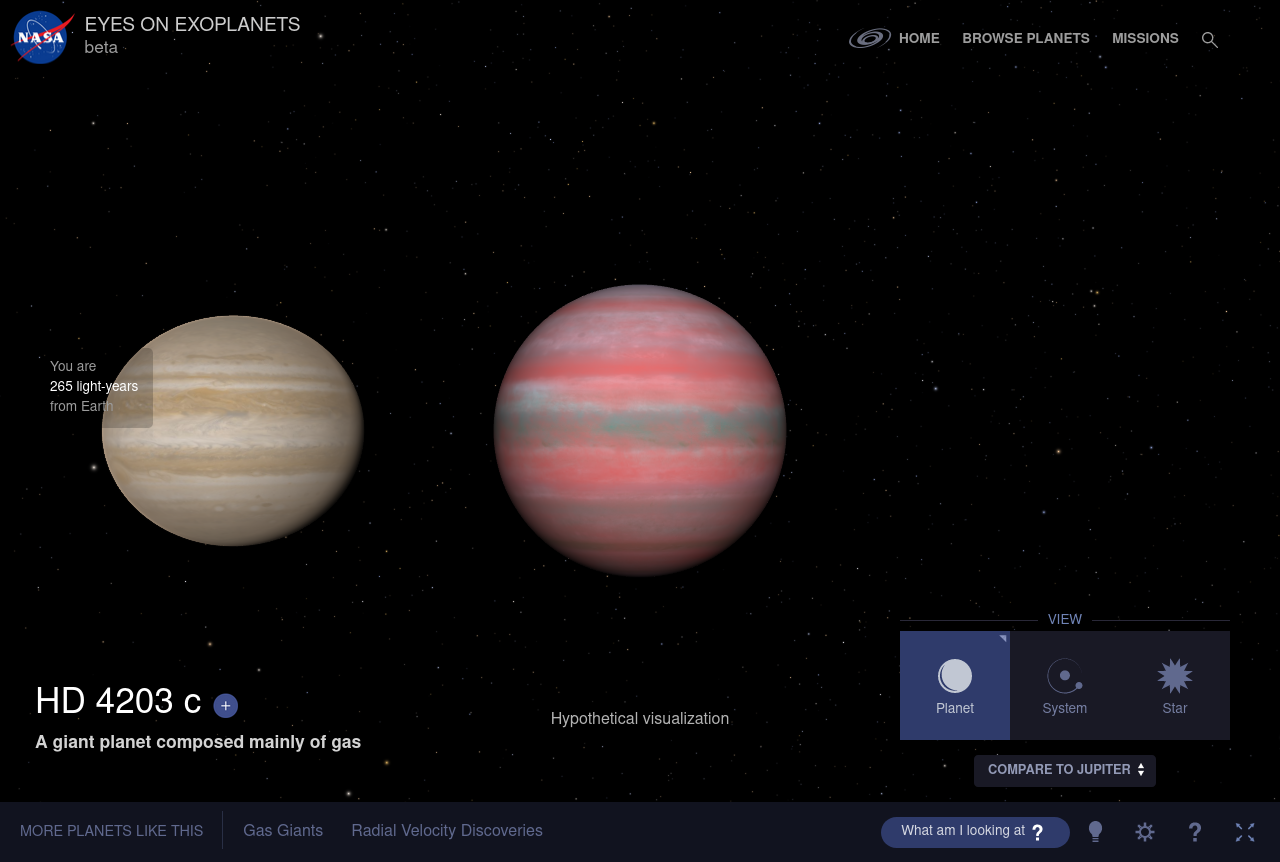 NASA
EYES ON EXOPLANETS
beta
HOME
BROWSE PLANETS
MISSIONS
You are
265 light-years
from Earth
HD 4203 c +
A giant planet composed mainly of gas
Hypothetical visualization
VIEW
Planet
System
Star
COMPARE TO JUPITER
MORE PLANETS LIKE THIS
Gas Giants
Radial Velocity Discoveries
What am I looking at ?
?